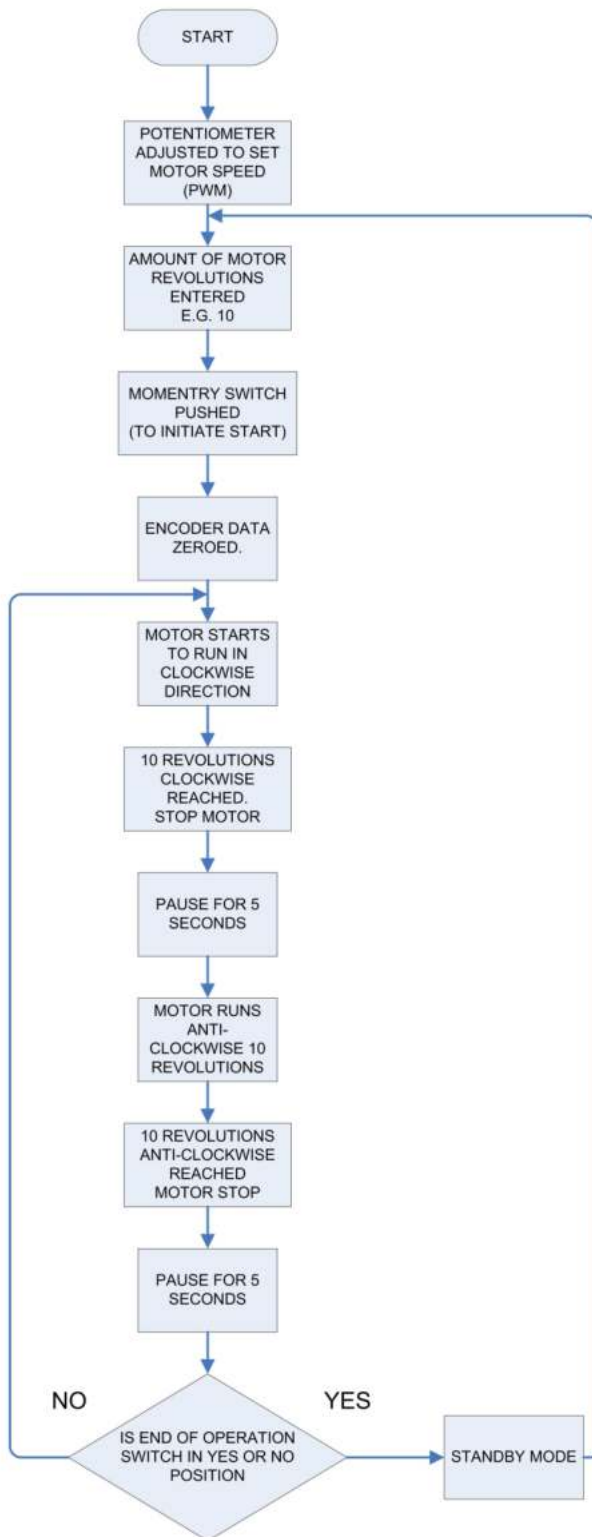 START
POTENTIOMETER
ADJUSTED TO SET
MOTOR SPEED
(PWM)
AMOUNT OF MOTOR
REVOLUTIONS
ENTERED
E.G. 10
MOMENTRY SWITCH
PUSHED
(TO INITIATE START)
ENCODER DATA
ZEROED.
MOTOR STARTS
TO RUN IN
CLOCKWISE
DIRECTION
10 REVOLUTIONS
CLOCKWISE
REACHED.
STOP MOTOR
PAUSE FOR 5
SECONDS
MOTOR RUNS
ANTI-
CLOCKWISE 10
REVOLUTIONS
10 REVOLUTIONS
ANTI-CLOCKWISE
REACHED
MOTOR STOP
PAUSE FOR 5
SECONDS
NO
YES
IS END OF OPERATION
SWITCH IN YES OR NO
POSITION
STANDBY MODE